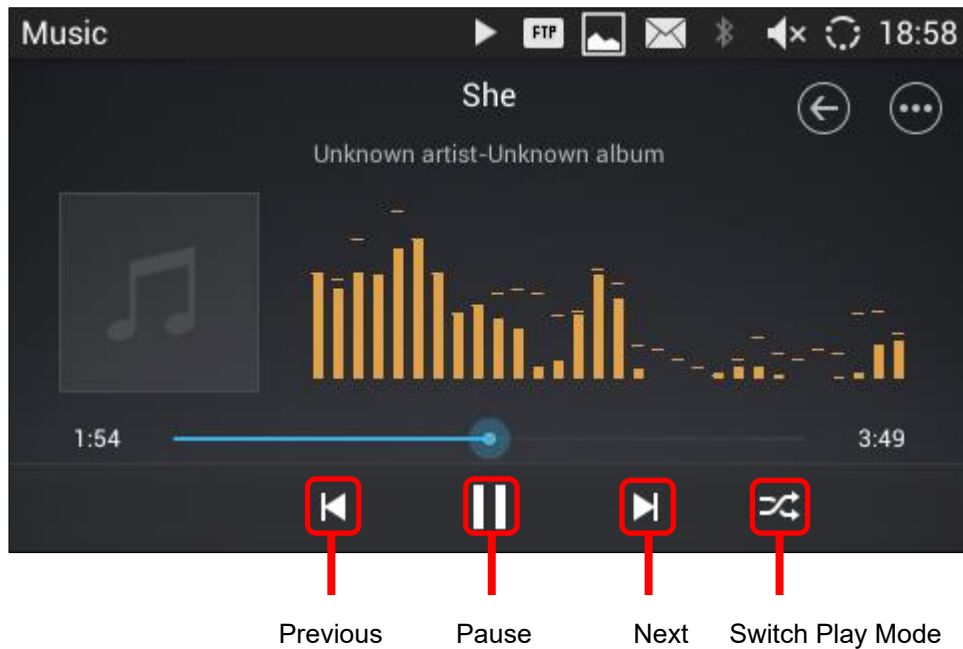 Music FTP 18:58
She
Unknown artist-Unknown album
1:54 3:49
Previous Pause Next Switch Play Mode